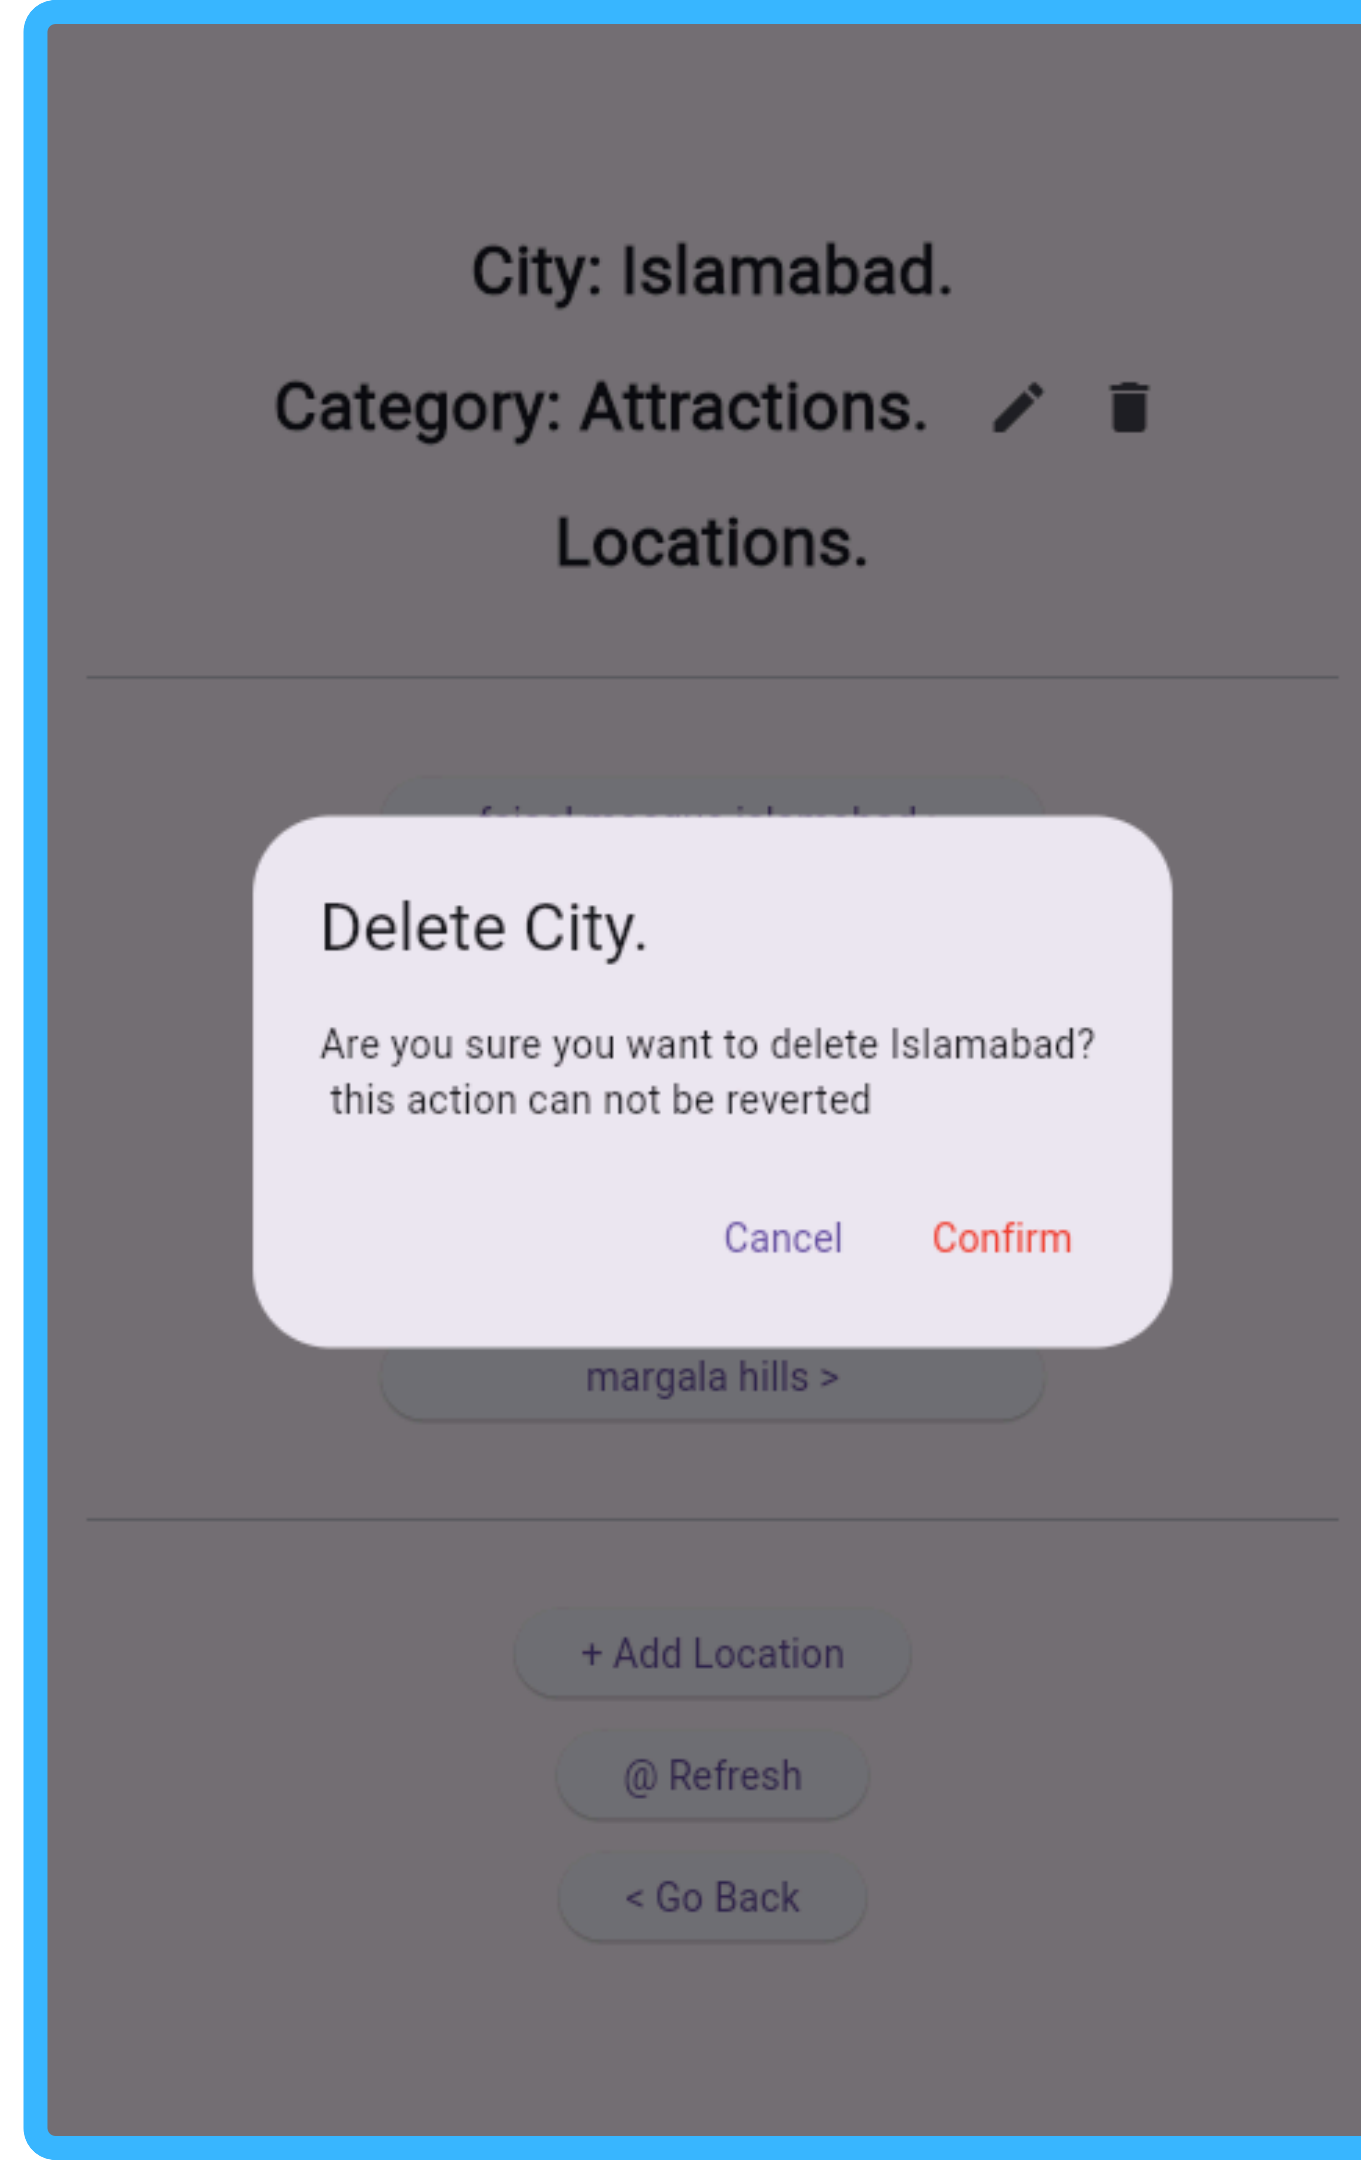 City: Islamabad.
Category: Attractions.
Locations.
Delete City.
Are you sure you want to delete Islamabad?
this action can not be reverted
Cancel Confirm
margala hills >
+ Add Location
@ Refresh
< Go Back